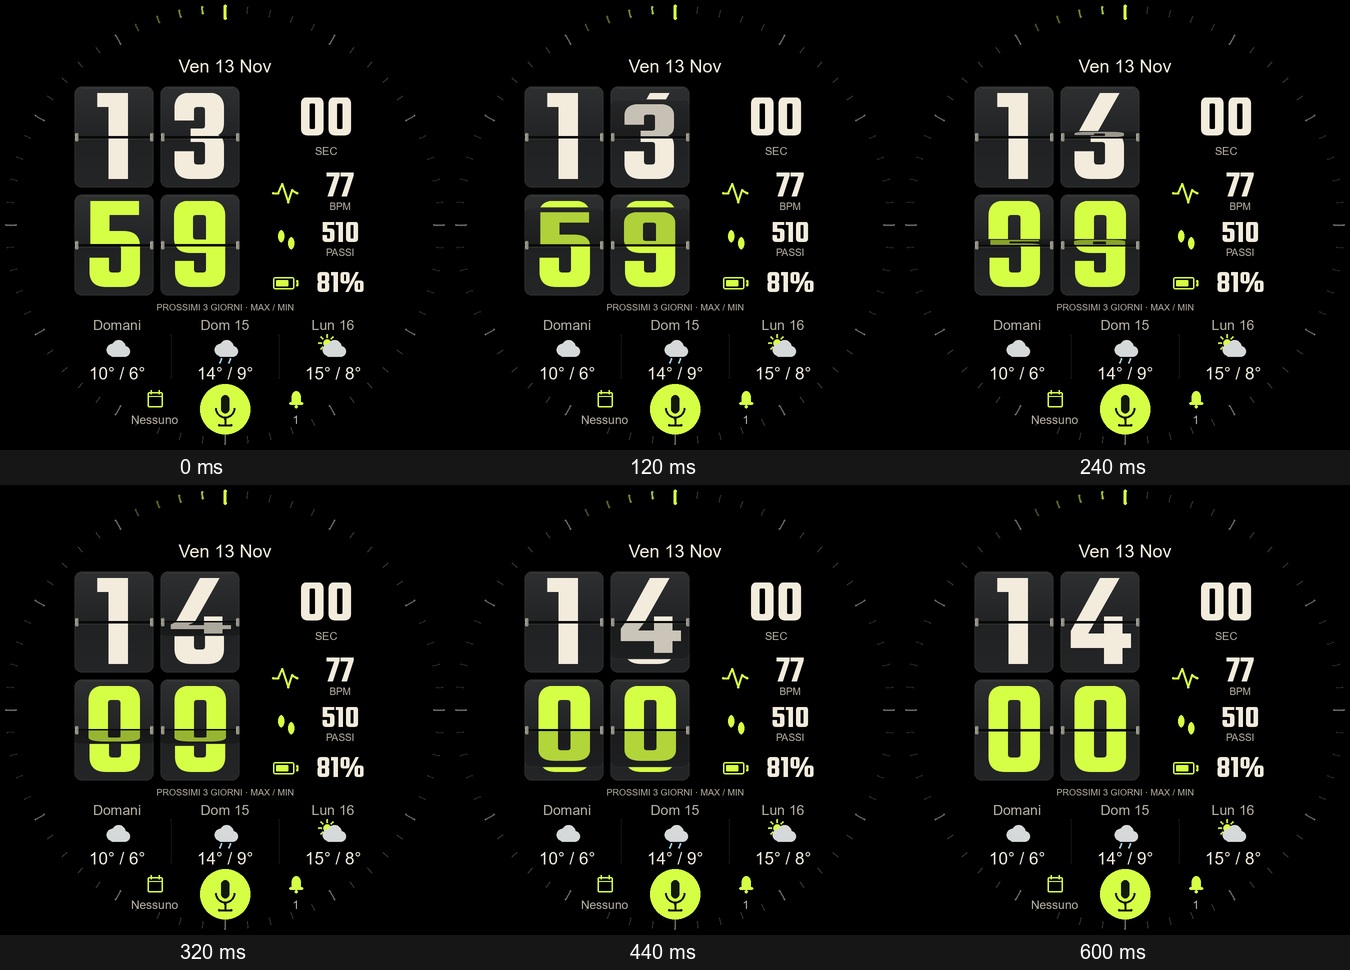 Ven 13 Nov
13
00
SEC
77
BPM
59
510
PASSI
81%
PROSSIMI 3 GIORNI · MAX / MIN
Domani Dom 15 Lun 16
10° / 6° 14° / 9° 15° / 8°
Nessuno 1
0 ms
Ven 13 Nov
13
00
SEC
77
BPM
59
510
PASSI
81%
PROSSIMI 3 GIORNI · MAX / MIN
Domani Dom 15 Lun 16
10° / 6° 14° / 9° 15° / 8°
Nessuno 1
120 ms
Ven 13 Nov
1
00
SEC
77
BPM
510
PASSI
81%
PROSSIMI 3 GIORNI · MAX / MIN
Domani Dom 15 Lun 16
10° / 6° 14° / 9° 15° / 8°
Nessuno 1
240 ms
Ven 13 Nov
1
00
SEC
77
BPM
510
PASSI
81%
PROSSIMI 3 GIORNI · MAX / MIN
Domani Dom 15 Lun 16
10° / 6° 14° / 9° 15° / 8°
Nessuno 1
320 ms
Ven 13 Nov
14
00
SEC
77
BPM
00
510
PASSI
81%
PROSSIMI 3 GIORNI · MAX / MIN
Domani Dom 15 Lun 16
10° / 6° 14° / 9° 15° / 8°
Nessuno 1
440 ms
Ven 13 Nov
14
00
SEC
77
BPM
00
510
PASSI
81%
PROSSIMI 3 GIORNI · MAX / MIN
Domani Dom 15 Lun 16
10° / 6° 14° / 9° 15° / 8°
Nessuno 1
600 ms